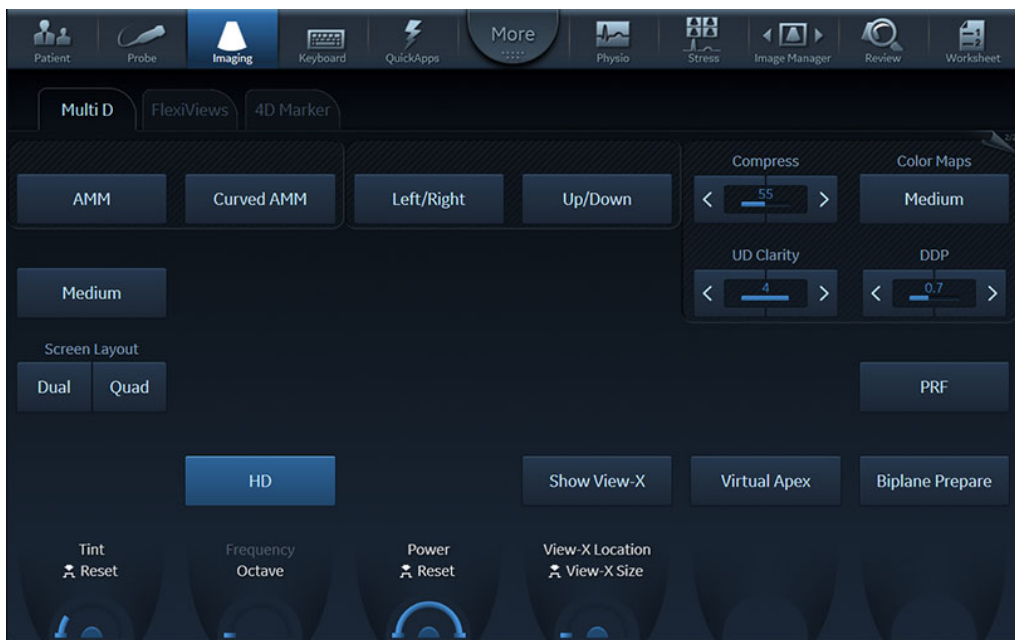 More
Patient Probe Imaging Keyboard QuickApps Physio Stress Image Manager Review Worksheet
Multi D FlexiViews 4D Marker
2/2
Compress Color Maps
AMM Curved AMM Left/Right Up/Down 55 Medium
UD Clarity DDP
Medium 4 0.7
Screen Layout
Dual Quad PRF
HD Show View-X Virtual Apex Biplane Prepare
Tint Frequency Power View-X Location
Reset Octave Reset View-X Size